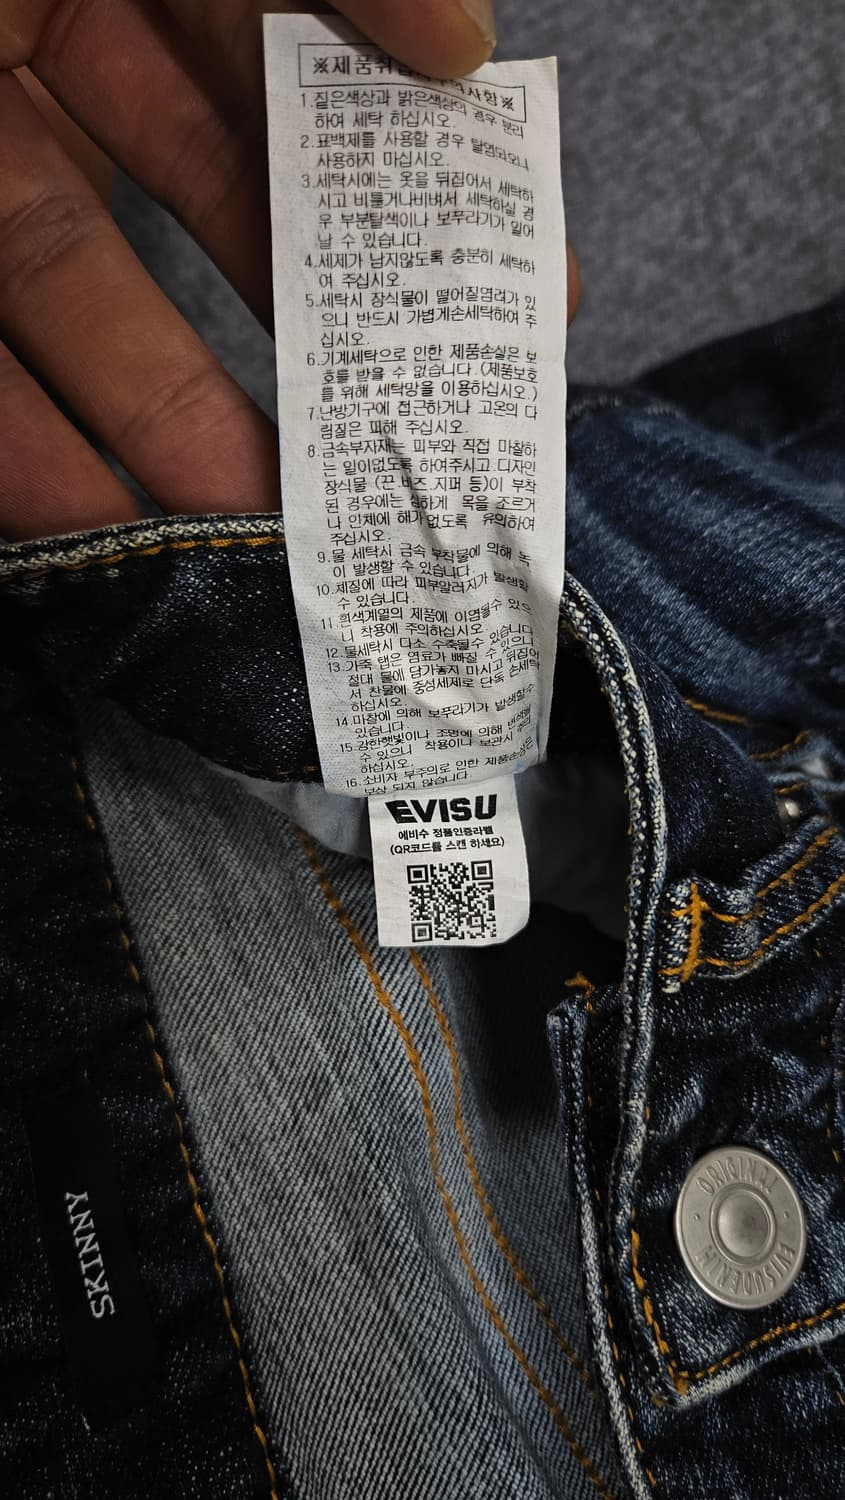 ※제품취급시주의사항※
1.짙은색상과 밝은색상의 경우 분리
하여 세탁 하십시오.
2.표백제를 사용할 경우 탈염되오니
사용하지 마십시오.
3.세탁시에는 옷을 뒤집어서 세탁하
시고 비틀거나비벼서 세탁하실 경
우 부분탈색이나 보푸라기가 일어
날 수 있습니다.
4.세제가 남지않도록 충분히 세탁하
여 주십시오.
5.세탁시 장식물이 떨어질염려가 있
으니 반드시 가볍게손세탁하여 주
십시오.
6.기계세탁으로 인한 제품손실은 보
호를 받을 수 없습니다.(제품보호
를 위해 세탁망을 이용하십시오.)
7.난방기구에 접근하거나 고온의 다
림질은 피해 주십시오.
8.금속부자재는 피부와 직접 마찰하
는 일이없도록 하여주시고 디자인
장식물 (끈.비즈.지퍼 등)이 부착
된 경우에는 심하게 목을 조르거
나 인체에 해가 없도록 유의하여
주십시오.
9.물 세탁시 금속 부착물에 의해 녹
이 발생할 수 있습니다.
10.체질에 따라 피부알러지가 발생할
수 있습니다.
11.흰색계열의 제품에 이염될수 있으
니 착용에 주의하십시오.
12.물세탁시 다소 수축될수 있습니다.
13.가죽 탭은 염료가 빠질 수 있으니
절대 물에 담가놓지 마시고 뒤집어
서 찬물에 중성세제로 단독 손세탁
하십시오.
14.마찰에 의해 보푸라기가 발생할수
있습니다.
15.강한햇빛이나 조명에 의해 변색될
수 있으니 착용이나 보관시 주의
하십시오.
16.소비자 부주의로 인한 제품손상은
보상 되지 않습니다.
EVISU
에비수 정품인증라벨
(QR코드를 스캔 하세요)
SKINNY
ORIGINAL
EVISUDENIM